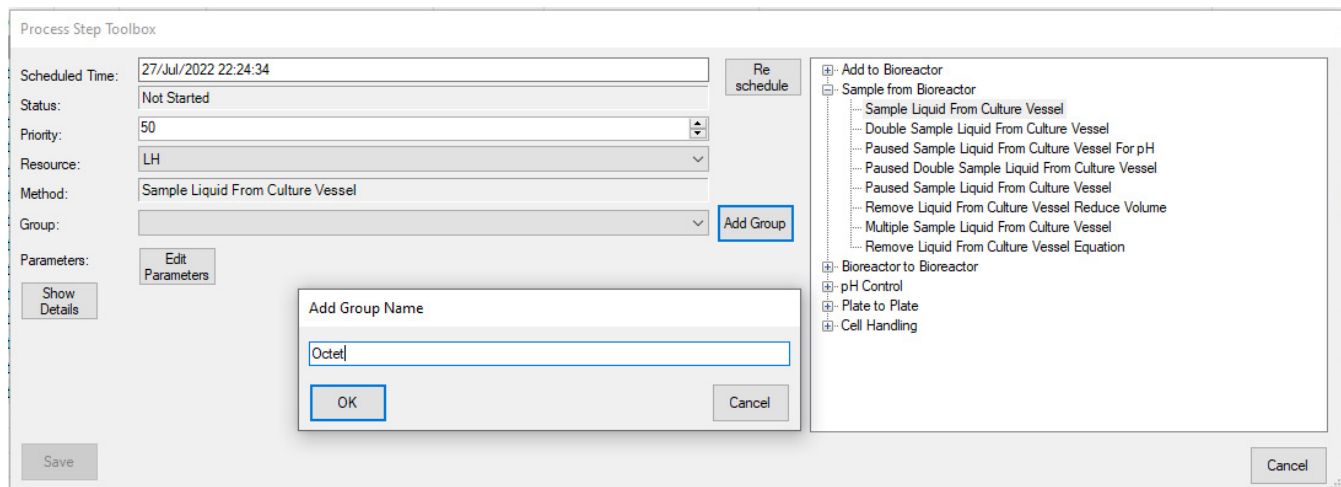 Process Step Toolbox
Scheduled Time:
27/Jul/2022 22:24:34
Re
schedule
Status:
Not Started
Priority:
50
Resource:
LH
Method:
Sample Liquid From Culture Vessel
Group:
Add Group
Parameters:
Edit
Parameters
Show
Details
Add Group Name
Octet
OK
Cancel
Save
Add to Bioreactor
Sample from Bioreactor
Sample Liquid From Culture Vessel
Double Sample Liquid From Culture Vessel
Paused Sample Liquid From Culture Vessel For pH
Paused Double Sample Liquid From Culture Vessel
Paused Sample Liquid From Culture Vessel
Remove Liquid From Culture Vessel Reduce Volume
Multiple Sample Liquid From Culture Vessel
Remove Liquid From Culture Vessel Equation
Bioreactor to Bioreactor
pH Control
Plate to Plate
Cell Handling
Cancel